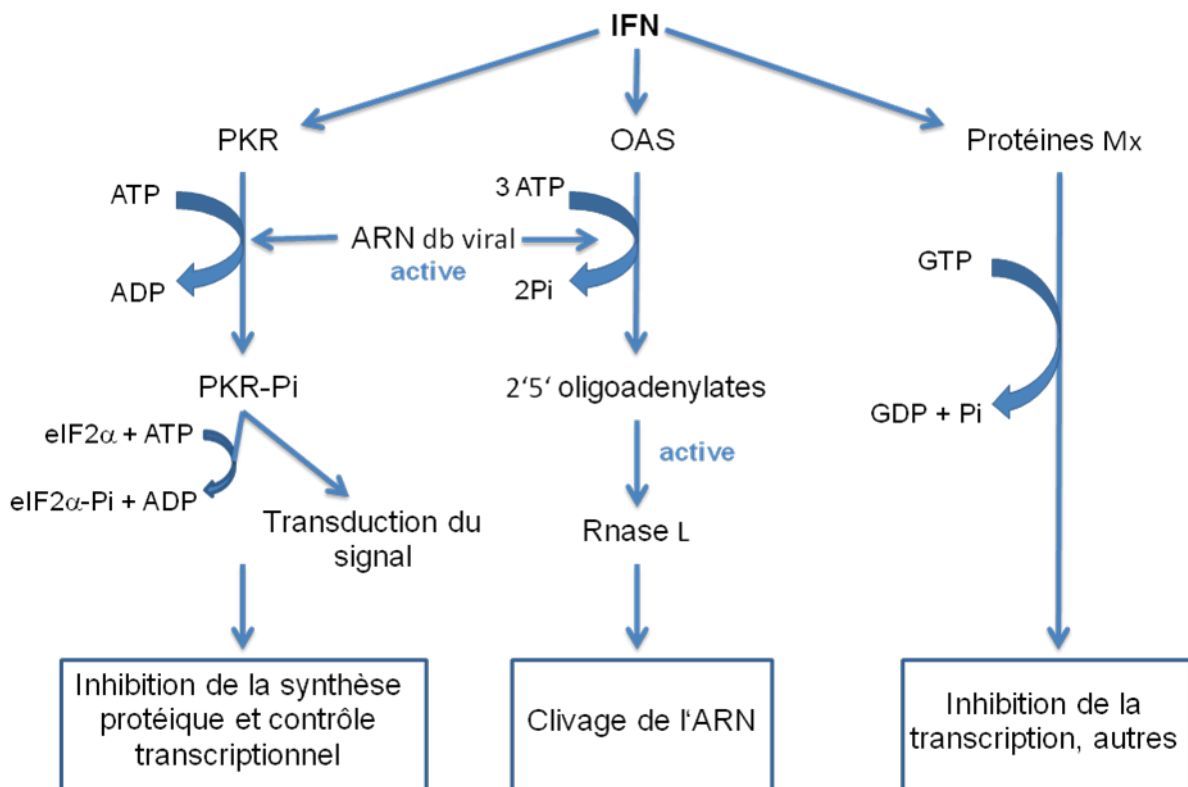 IFN
PKR
OAS
Protéines Mx
ATP
3 ATP
ARN db viral
active
GTP
ADP
2Pi
PKR-Pi
2'5' oligoadenylates
GDP + Pi
eIF2α + ATP
active
eIF2α-Pi + ADP
Transduction du
signal
Rnase L
Inhibition de la synthèse
protéique et contrôle
transcriptionnel
Clivage de l'ARN
Inhibition de la
transcription, autres